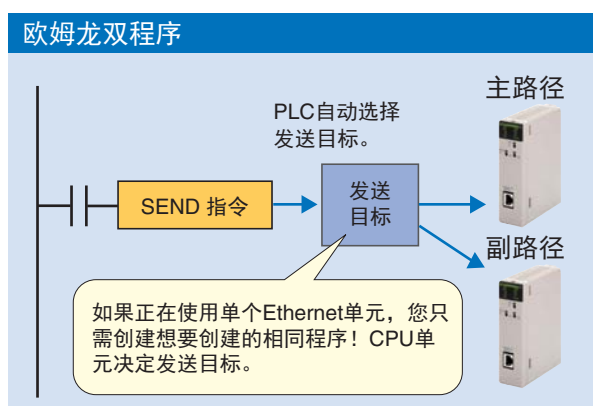 欧姆龙双程序
主路径
PLC自动选择
发送目标。
SEND 指令
发送
目标
副路径
如果正在使用单个Ethernet单元，您只
需创建想要创建的相同程序！CPU单
元决定发送目标。